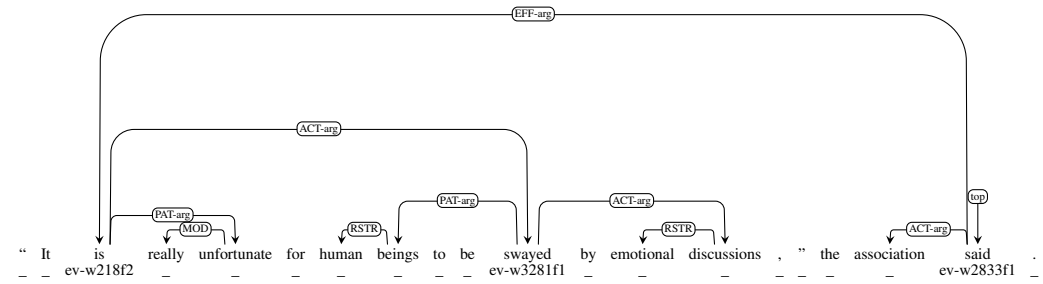 EFF-arg
ACT-arg
PAT-arg ACT-arg top
PAT-arg
MOD RSTR RSTR ACT-arg
“ It is really unfortunate for human beings to be swayed by emotional discussions , ” the association said .
_ _ ev-w218f2 _ _ _ _ _ _ _ ev-w3281f1 _ _ _ _ _ _ _ ev-w2833f1 _